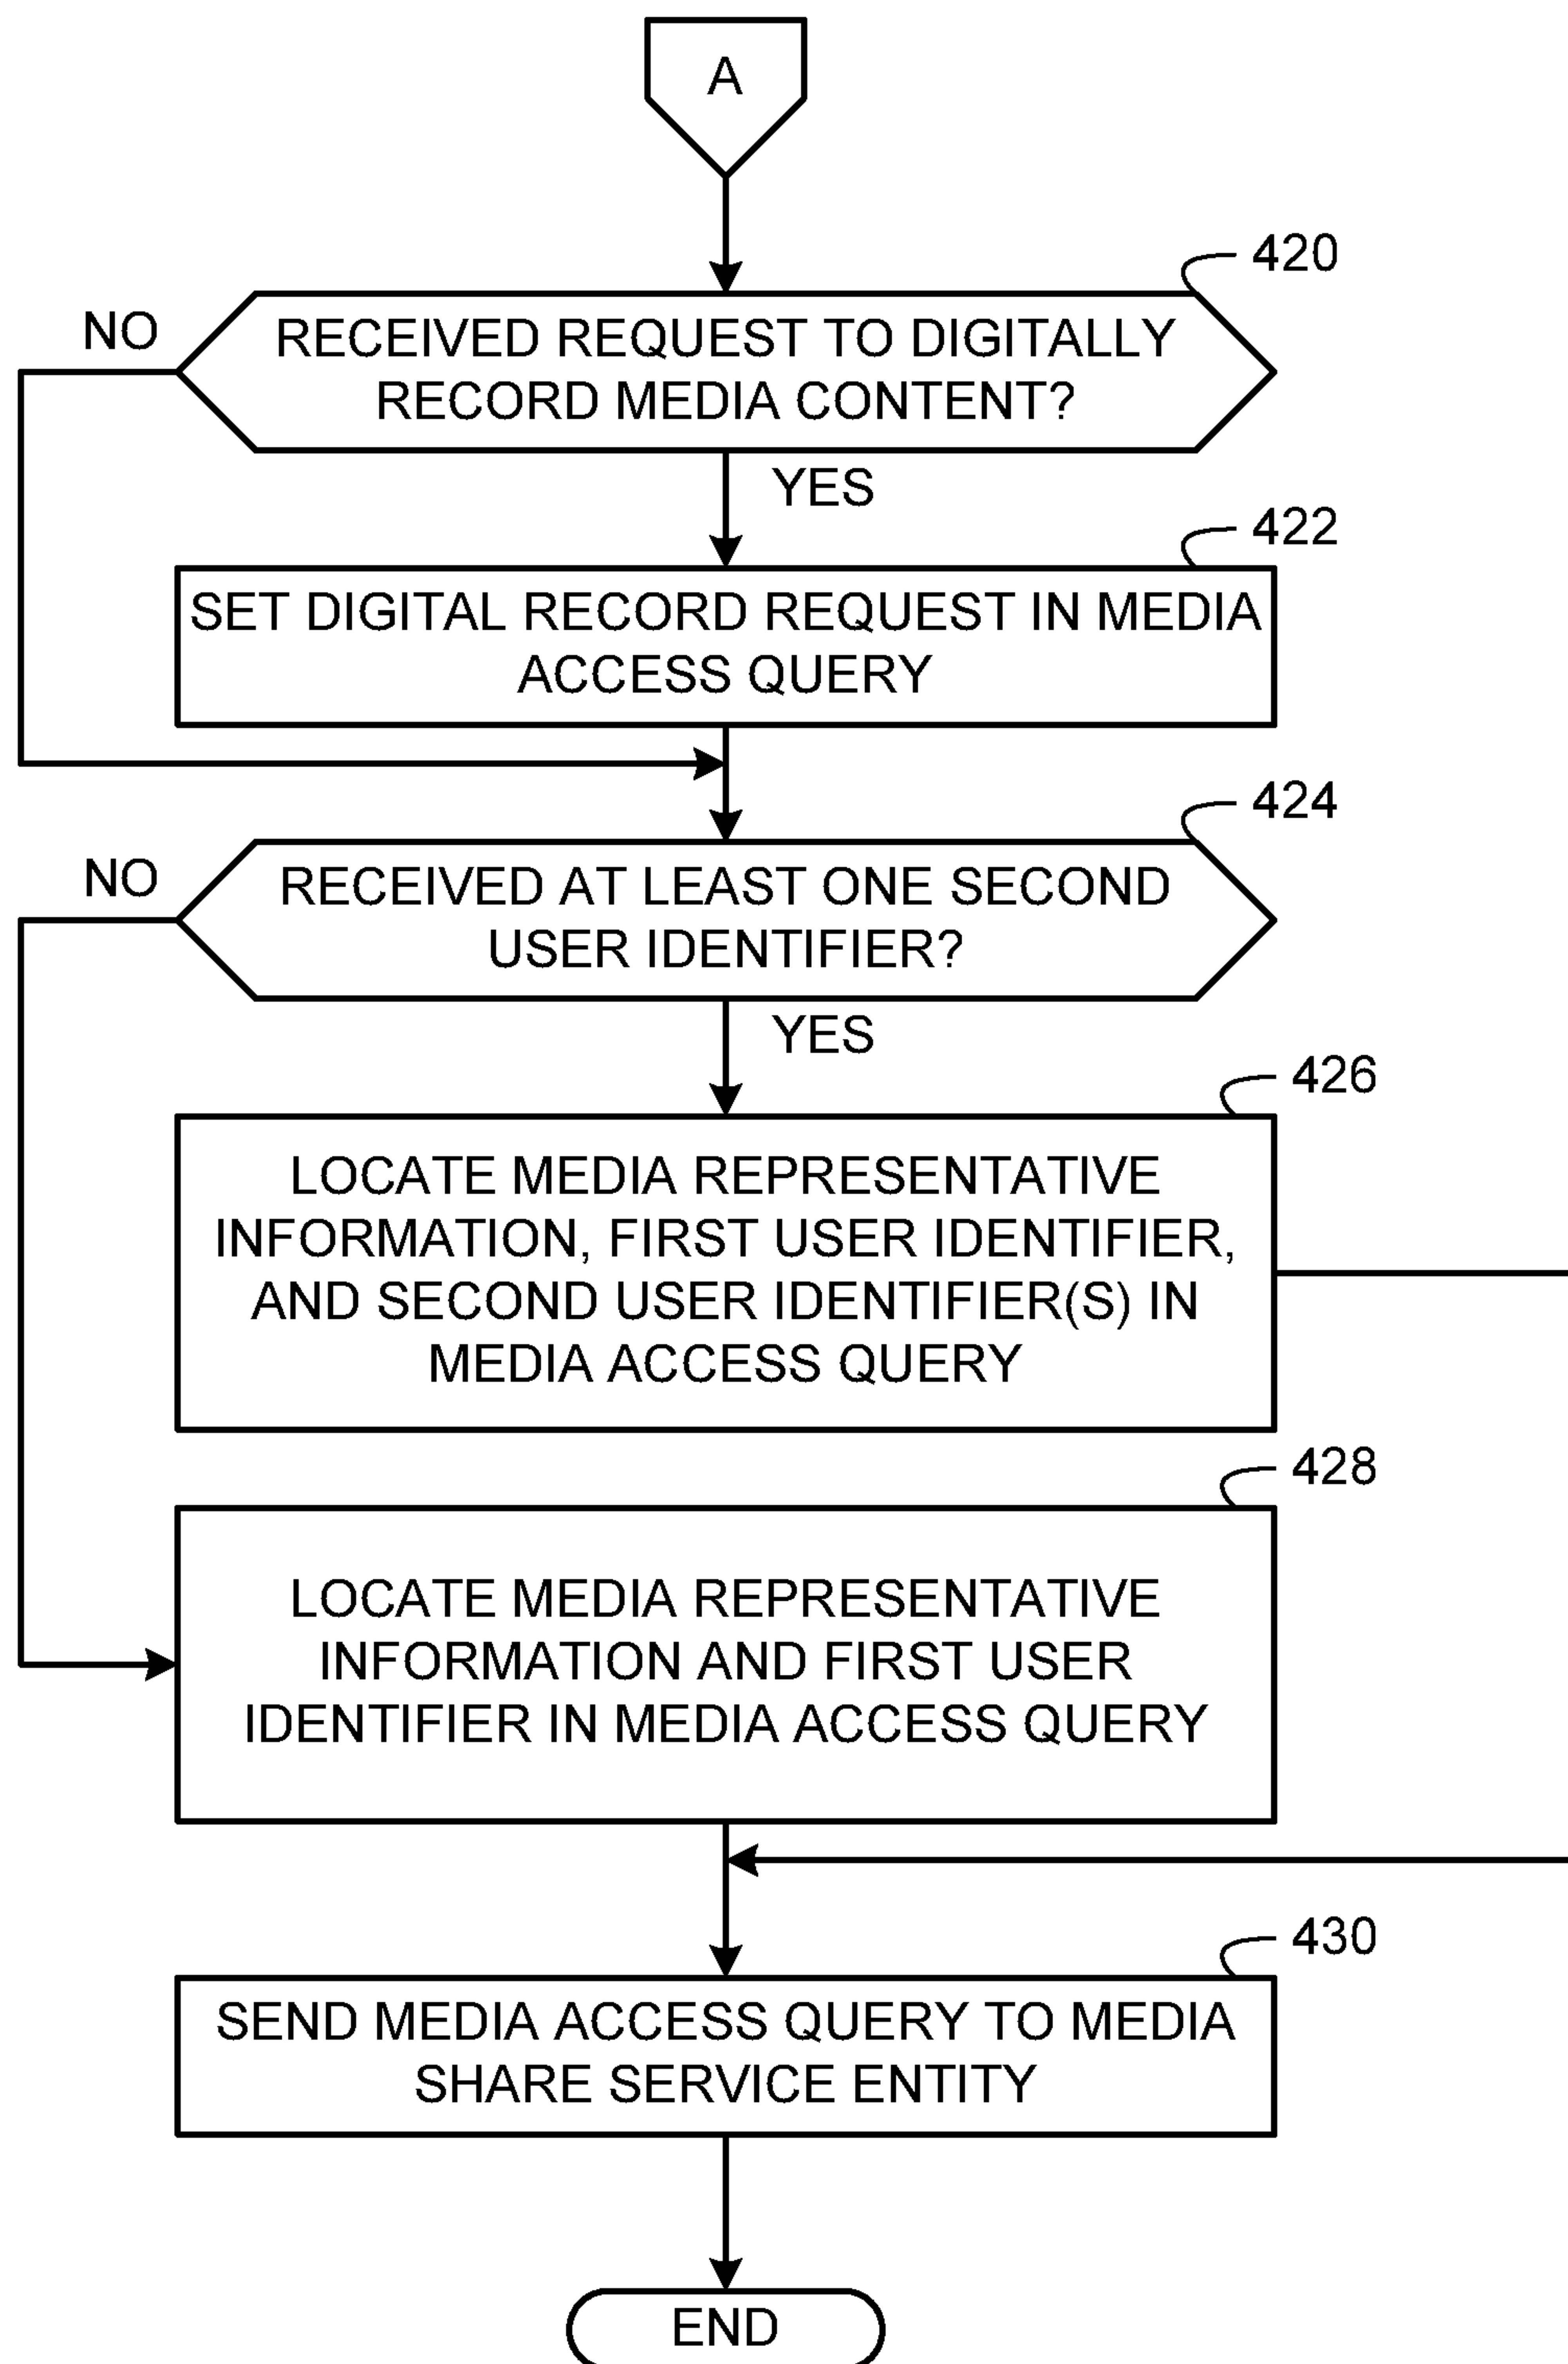 A
420
NO
RECEIVED REQUEST TO DIGITALLY
RECORD MEDIA CONTENT?
YES
422
SET DIGITAL RECORD REQUEST IN MEDIA
ACCESS QUERY
424
NO
RECEIVED AT LEAST ONE SECOND
USER IDENTIFIER?
YES
426
LOCATE MEDIA REPRESENTATIVE
INFORMATION, FIRST USER IDENTIFIER,
AND SECOND USER IDENTIFIER(S) IN
MEDIA ACCESS QUERY
428
LOCATE MEDIA REPRESENTATIVE
INFORMATION AND FIRST USER
IDENTIFIER IN MEDIA ACCESS QUERY
430
SEND MEDIA ACCESS QUERY TO MEDIA
SHARE SERVICE ENTITY
END